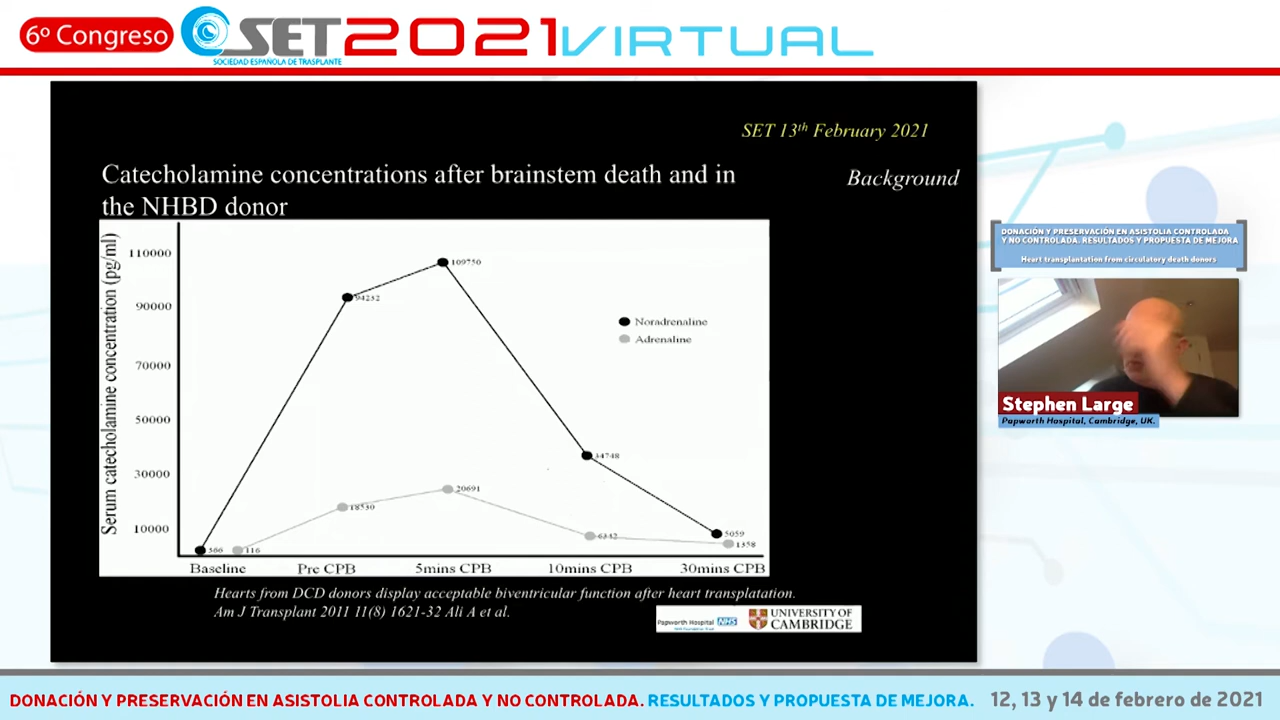 6º Congreso
SET 2021 VIRTUAL
SOCIEDAD ESPAÑOLA DE TRASPLANTE
SET 13th February 2021
Background
Catecholamine concentrations after brainstem death and in
the NHBD donor
Serum catecholamine concentration (pg/ml)
110000
90000
70000
50000
30000
10000
109750
94232
34748
5059
366
Noradrenaline
Adrenaline
116
18530
20691
6342
1358
Baseline
Pre CPB
5mins CPB
10mins CPB
30mins CPB
Hearts from DCD donors display acceptable biventricular function after heart transplatation.
Am J Transplant 2011 11(8) 1621-32 Ali A et al.
Papworth Hospital NHS
UNIVERSITY OF
CAMBRIDGE
DONACIÓN Y PRESERVACIÓN EN ASISTOLIA CONTROLADA
Y NO CONTROLADA. RESULTADOS Y PROPUESTA DE MEJORA
Heart transplantation from circulatory death donors
Stephen Large
Papworth Hospital, Cambridge, UK.
DONACIÓN Y PRESERVACIÓN EN ASISTOLIA CONTROLADA Y NO CONTROLADA. RESULTADOS Y PROPUESTA DE MEJORA. 12, 13 y 14 de febrero de 2021